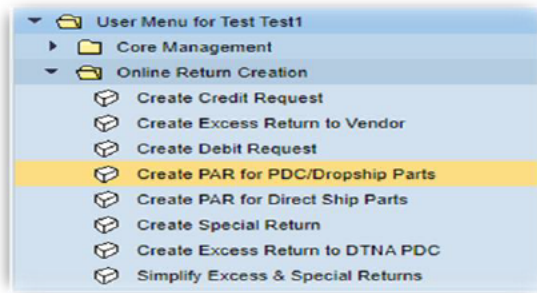 User Menu for Test Test1
Core Management
Online Return Creation
Create Credit Request
Create Excess Return to Vendor
Create Debit Request
Create PAR for PDC/Dropship Parts
Create PAR for Direct Ship Parts
Create Special Return
Create Excess Return to DTNA PDC
Simplify Excess & Special Returns